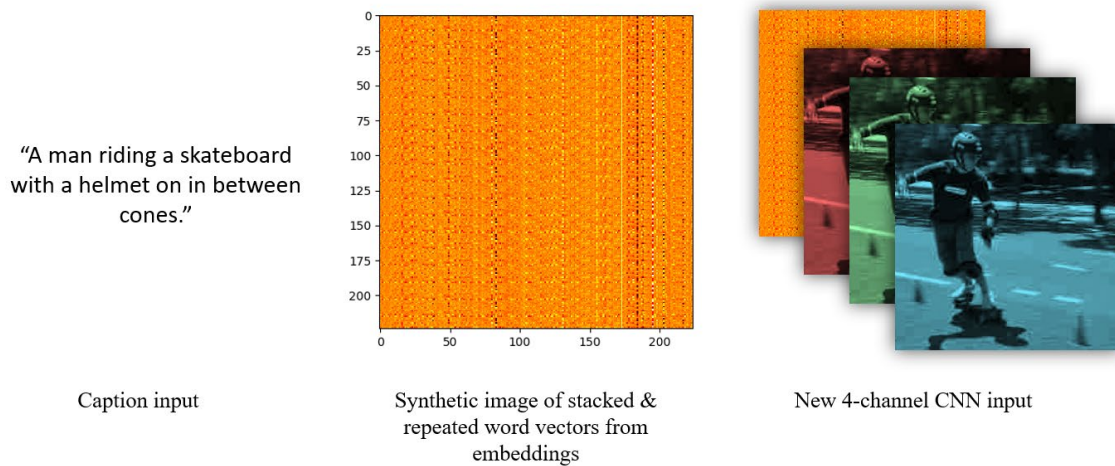 “A man riding a skateboard
with a helmet on in between
cones.”
0
25
50
75
100
125
150
175
200
0
50
100
150
200
Caption input
Synthetic image of stacked &
repeated word vectors from
embeddings
New 4-channel CNN input